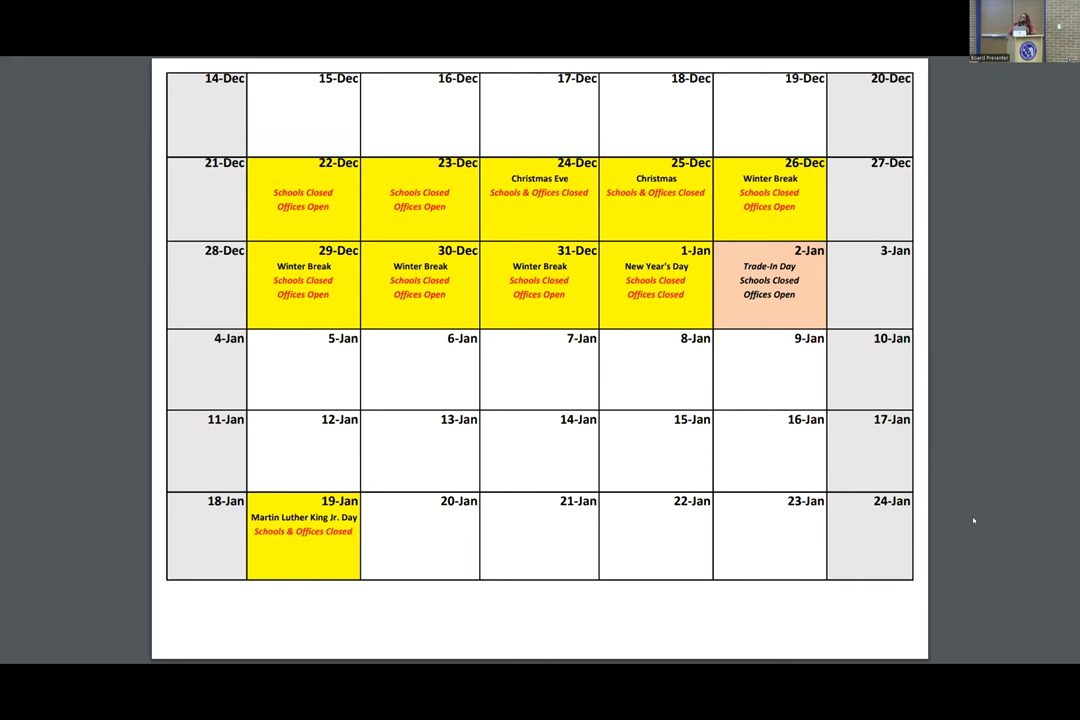 Board Presenter
14-Dec 15-Dec 16-Dec 17-Dec 18-Dec 19-Dec 20-Dec
21-Dec 22-Dec 23-Dec 24-Dec 25-Dec 26-Dec 27-Dec
Christmas Eve Christmas Winter Break
Schools Closed Schools Closed Schools & Offices Closed Schools & Offices Closed Schools Closed
Offices Open Offices Open Offices Open
28-Dec 29-Dec 30-Dec 31-Dec 1-Jan 2-Jan 3-Jan
Winter Break Winter Break Winter Break New Year's Day Trade-In Day
Schools Closed Schools Closed Schools Closed Schools Closed Schools Closed
Offices Open Offices Open Offices Open Offices Closed Offices Open
4-Jan 5-Jan 6-Jan 7-Jan 8-Jan 9-Jan 10-Jan
11-Jan 12-Jan 13-Jan 14-Jan 15-Jan 16-Jan 17-Jan
18-Jan 19-Jan 20-Jan 21-Jan 22-Jan 23-Jan 24-Jan
Martin Luther King Jr. Day
Schools & Offices Closed